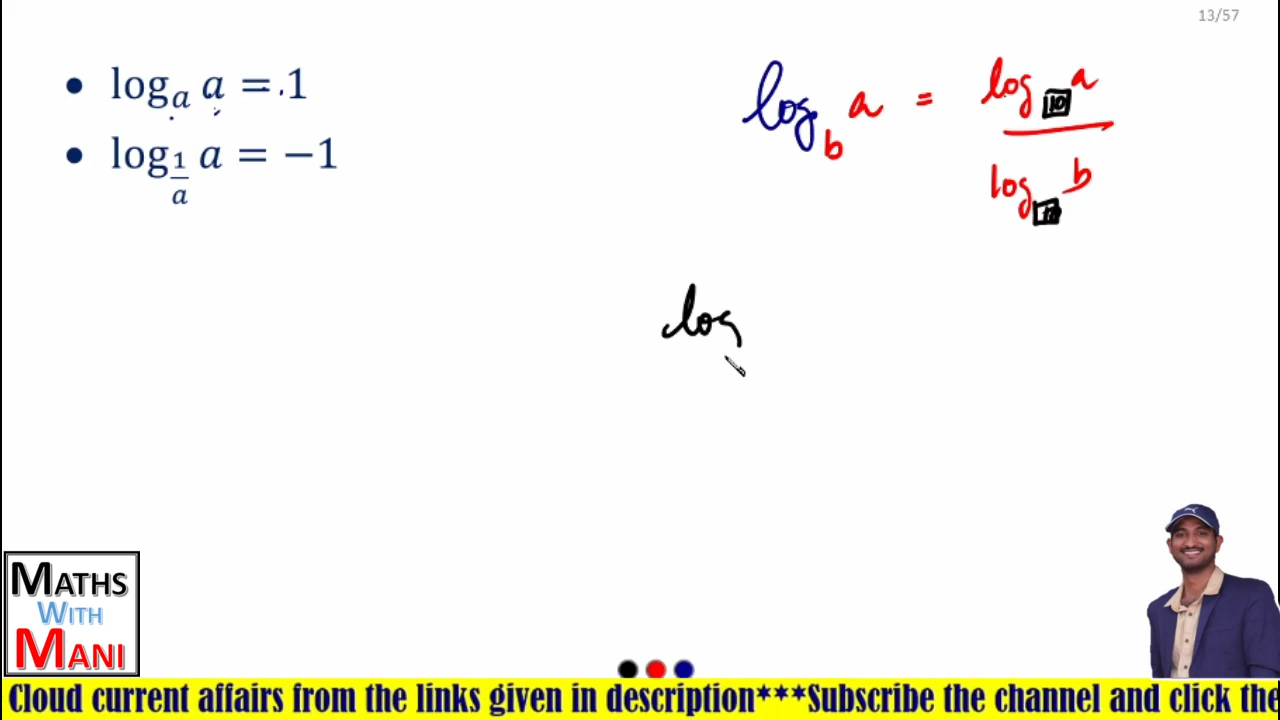 13/57
• log_a a = 1
• log_{1/a} a = −1
log_b a = log_10 a / log_10 b
log
MATHS
WITH
MANI
Cloud current affairs from the links given in description***Subscribe the channel and click the